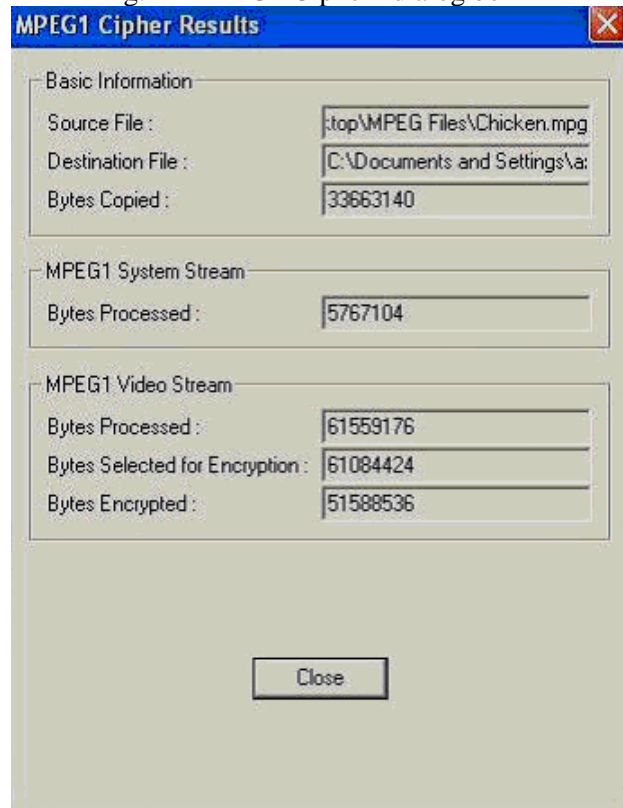 MPEG1 Cipher Results
Basic Information
Source File : :top\MPEG Files\Chicken.mpg
Destination File : C:\Documents and Settings\a
Bytes Copied : 33663140
MPEG1 System Stream
Bytes Processed : 5767104
MPEG1 Video Stream
Bytes Processed : 61559176
Bytes Selected for Encryption : 61084424
Bytes Encrypted : 51588536
Close